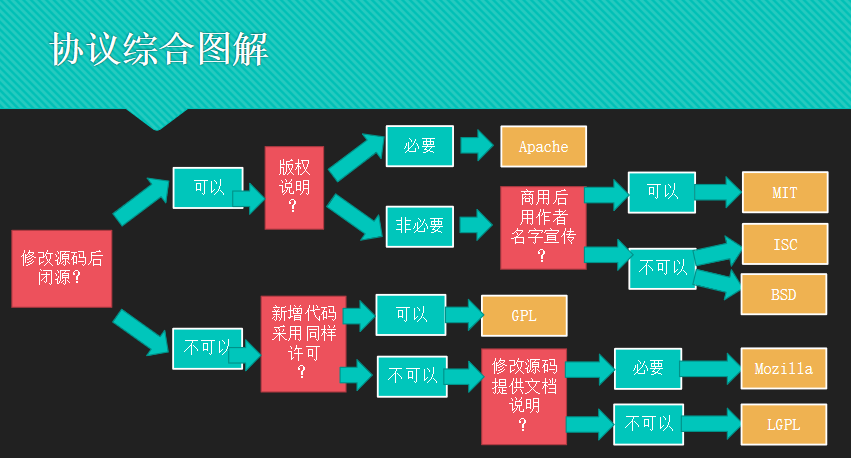 协议综合图解
修改源码后
闭源？
可以
版权
说明
？
必要
Apache
非必要
商用后
用作者
名字宣传
？
可以
MIT
不可以
ISC
BSD
不可以
新增代码
采用同样
许可
？
可以
GPL
不可以
修改源码
提供文档
说明
？
必要
Mozilla
不可以
LGPL